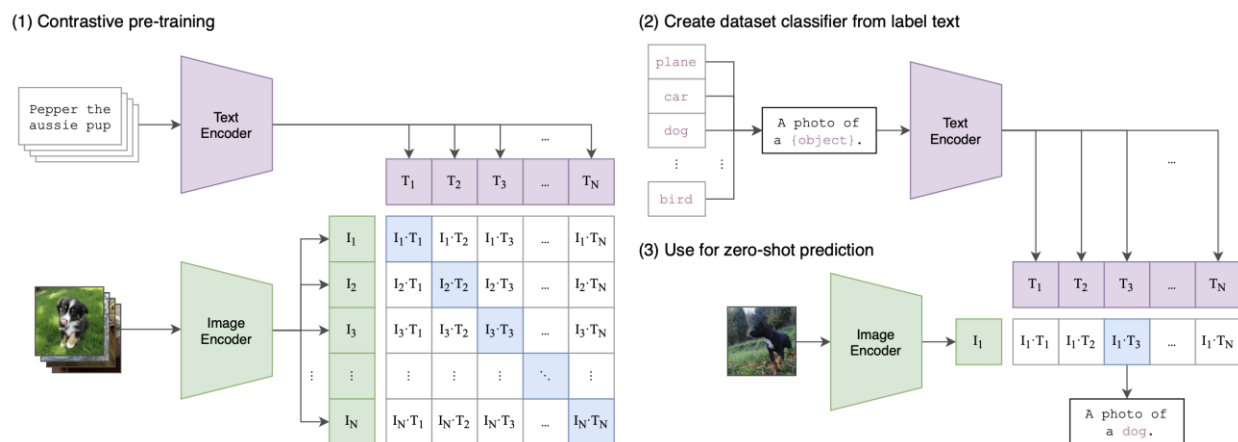 (1) Contrastive pre-training
Pepper the
aussie pup
Text
Encoder
...
T1 T2 T3 ... TN
I1 I1·T1 I1·T2 I1·T3 ... I1·TN
I2 I2·T1 I2·T2 I2·T3 ... I2·TN
I3 I3·T1 I3·T2 I3·T3 ... I3·TN
⋮ ⋮ ⋮ ⋮ ⋮ ⋱ ⋮
IN IN·T1 IN·T2 IN·T3 ... IN·TN
Image
Encoder
(2) Create dataset classifier from label text
plane
car
dog
⋮ ⋮
bird
A photo of
a {object}.
Text
Encoder
...
(3) Use for zero-shot prediction
Image
Encoder
T1 T2 T3 ... TN
I1 I1·T1 I1·T2 I1·T3 ... I1·TN
A photo of
a dog.